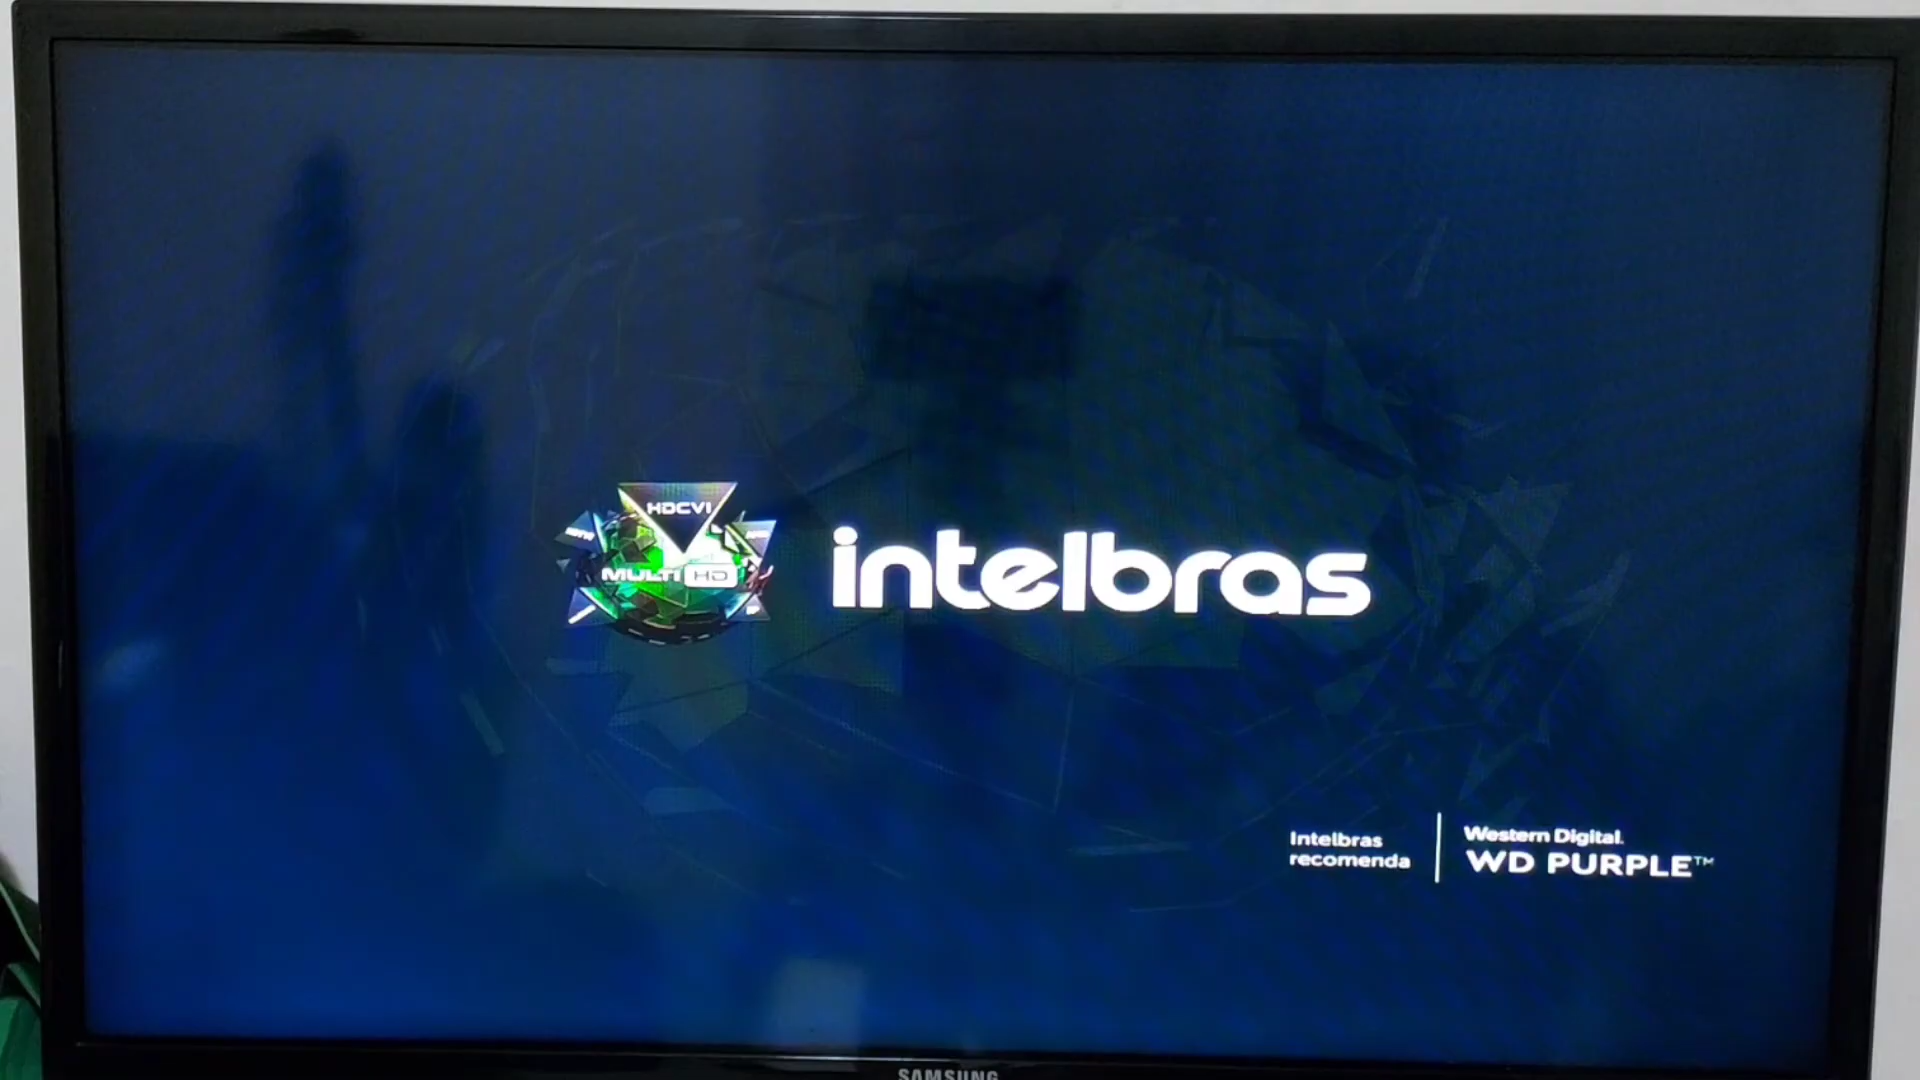 HDCVI
MULTI HD
intelbras
Intelbras
recomenda
Western Digital.
WD PURPLE™
SAMSUNG